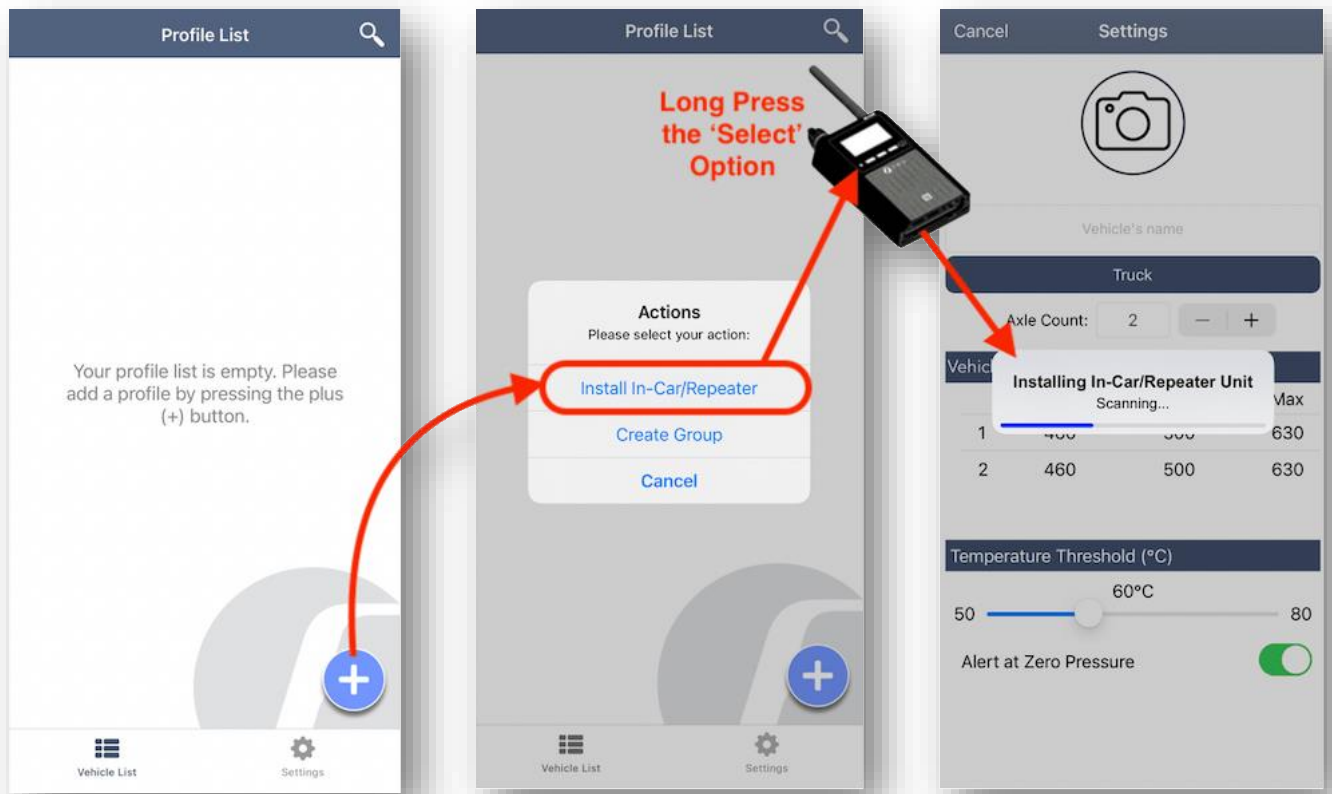 Profile List
Your profile list is empty. Please
add a profile by pressing the plus
(+) button.
Vehicle List
Settings
Profile List
Long Press
the ‘Select’
Option
Actions
Please select your action:
Install In-Car/Repeater
Create Group
Cancel
Vehicle List
Settings
Cancel
Settings
Vehicle's name
Truck
Axle Count: 2 − +
Installing In-Car/Repeater Unit
Scanning...
Max
1 630
2 460 500 630
Temperature Threshold (°C)
60°C
50 80
Alert at Zero Pressure